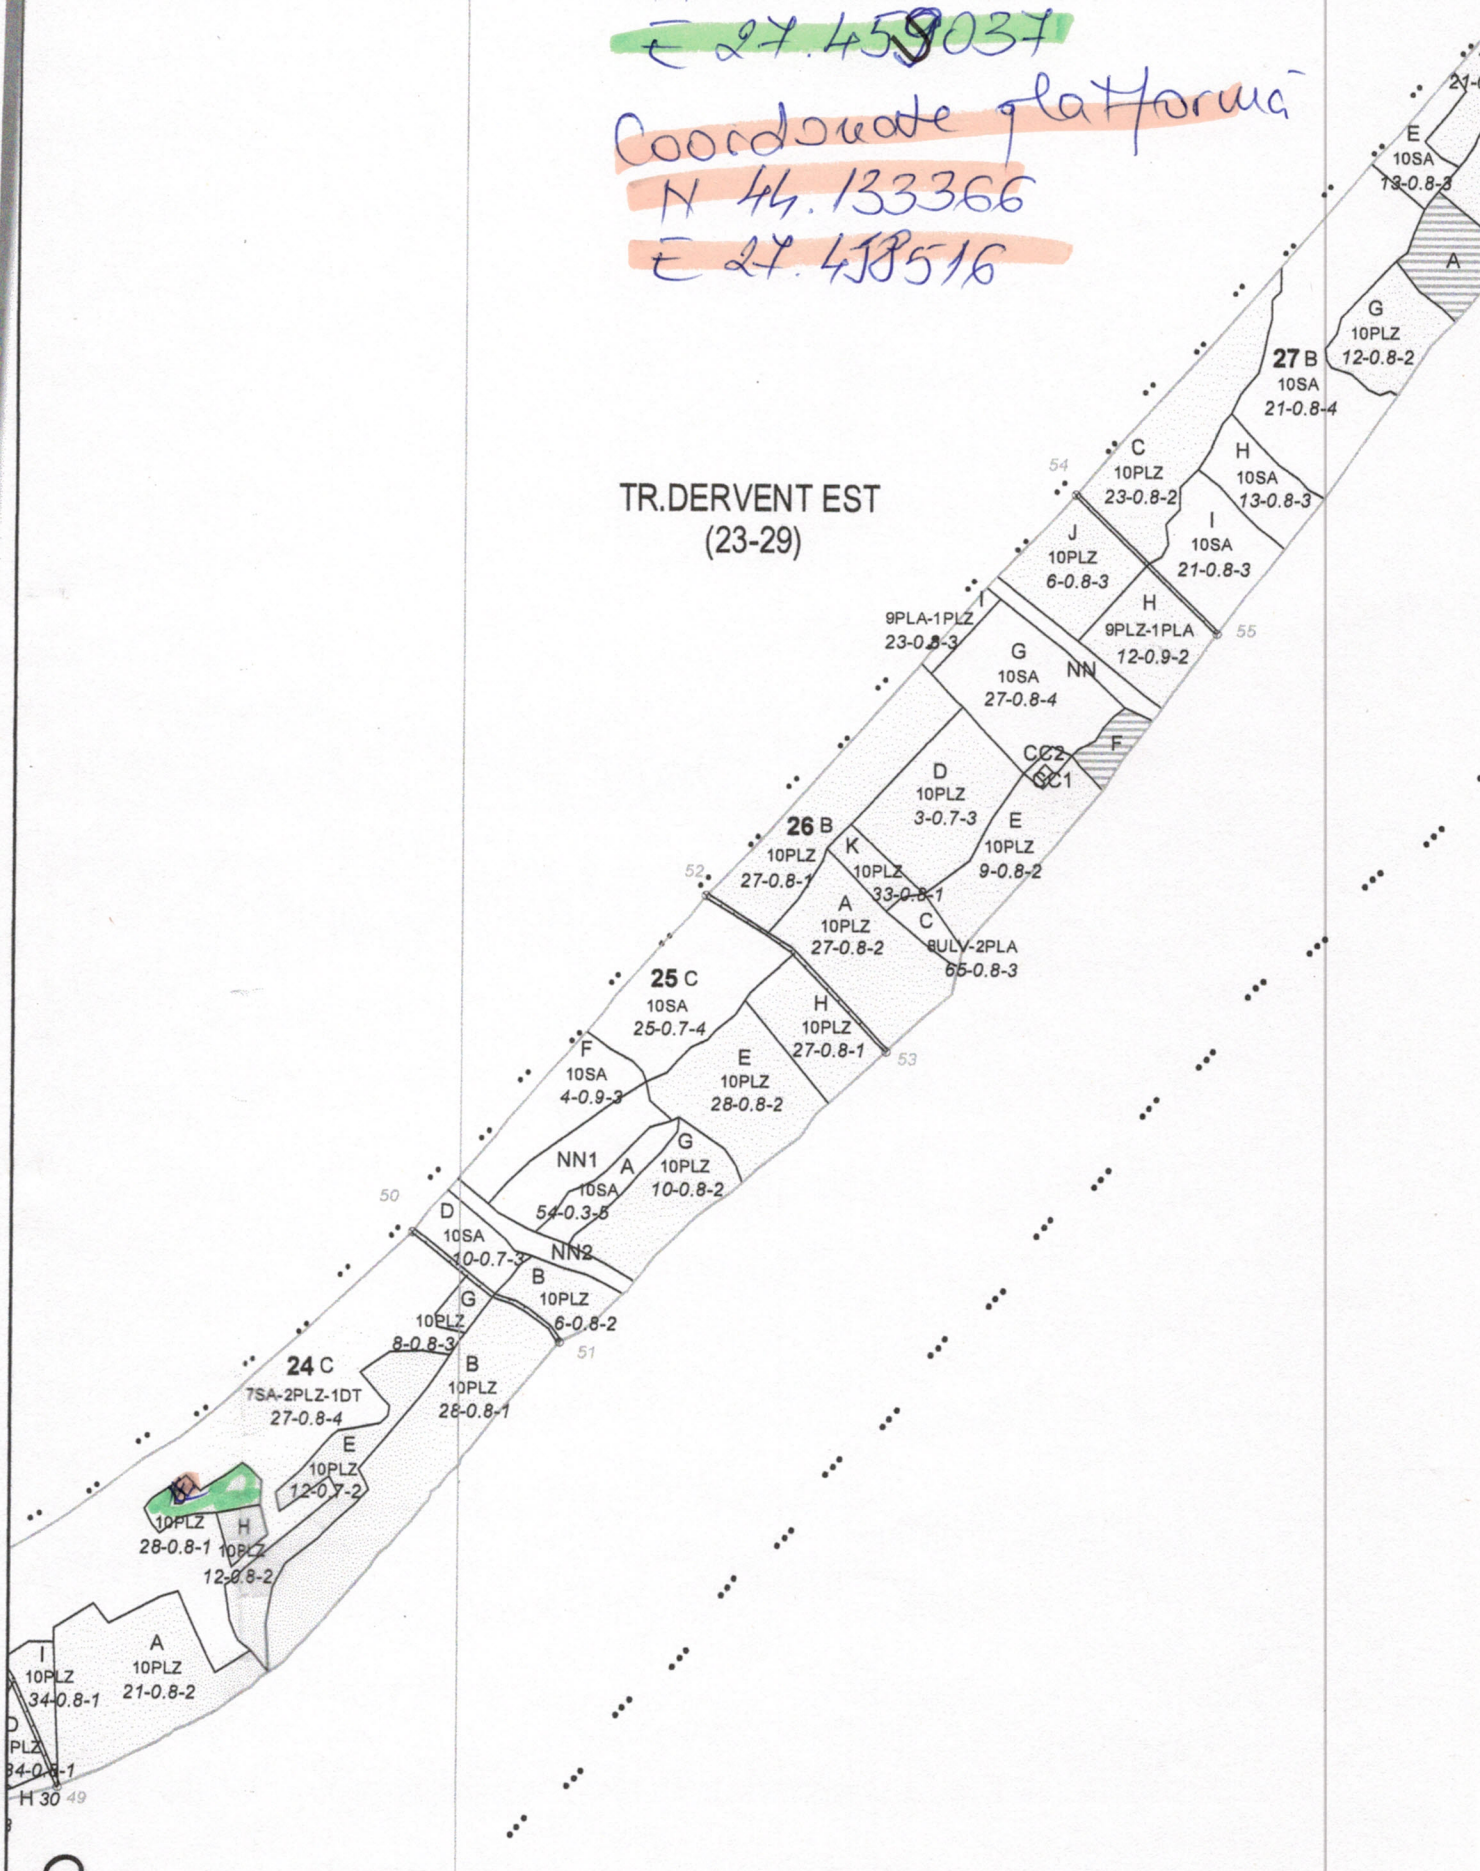 E 27.459037
Coordonate platformă
N 44.133366
E 27.458516
21-0
E
10SA
13-0.8-3
A
G
10PLZ
12-0.8-2
27 B
10SA
21-0.8-4
H
10SA
13-0.8-3
54
C
10PLZ
23-0.8-2
I
10SA
21-0.8-3
TR.DERVENT EST
(23-29)
J
10PLZ
6-0.8-3
H
9PLZ-1PLA
12-0.9-2
55
I
9PLA-1PLZ
23-0.8-3
G
10SA
27-0.8-4
NN
F
CC2
CC1
D
10PLZ
3-0.7-3
E
10PLZ
9-0.8-2
26 B
10PLZ
27-0.8-1
K
10PLZ
33-0.8-1
52
A
10PLZ
27-0.8-2
C
8ULV-2PLA
65-0.8-3
25 C
10SA
25-0.7-4
H
10PLZ
27-0.8-1
53
F
10SA
4-0.9-3
E
10PLZ
28-0.8-2
NN1
A
10SA
54-0.3-5
G
10PLZ
10-0.8-2
50
D
10SA
10-0.7-3
NN2
B
10PLZ
6-0.8-2
51
G
10PLZ
8-0.8-3
24 C
7SA-2PLZ-1DT
27-0.8-4
B
10PLZ
28-0.8-1
E
10PLZ
12-0.7-2
10PLZ
28-0.8-1
H
10PLZ
12-0.8-2
I
10PLZ
34-0.8-1
A
10PLZ
21-0.8-2
D
PLZ
34-0.8-1
H 30
49